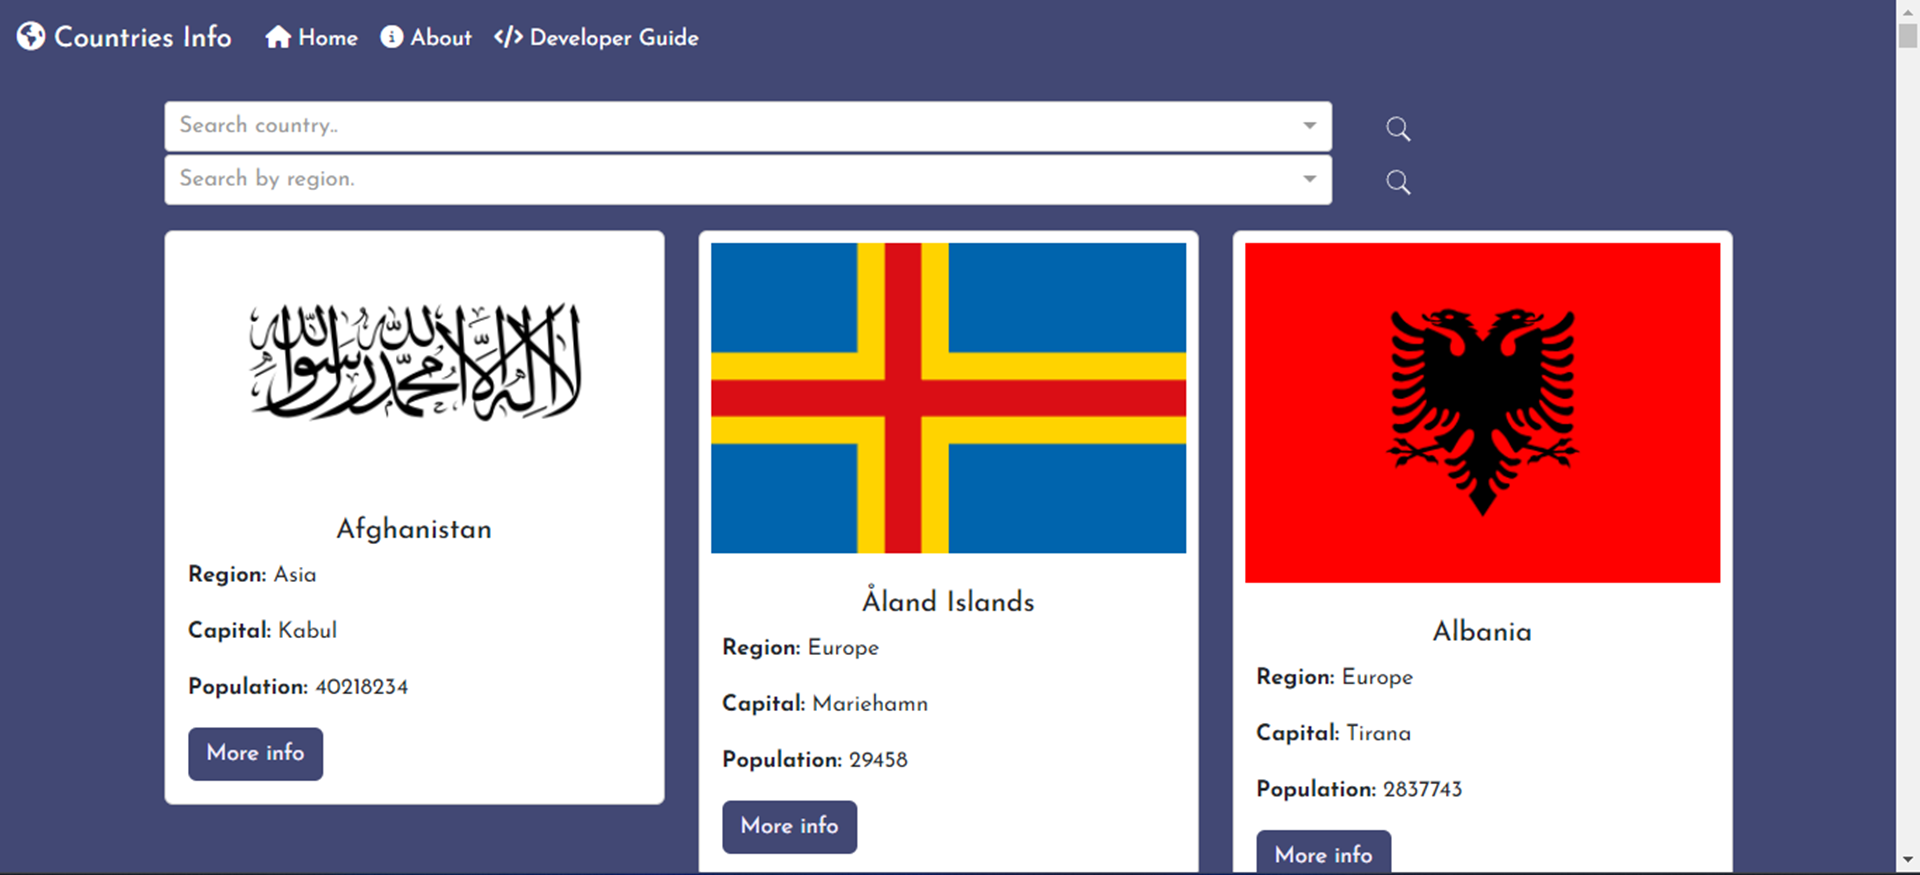 Countries Info Home About </> Developer Guide
Search country..
Search by region.
لا إله إلا الله محمد رسول الله
Afghanistan
Region: Asia
Capital: Kabul
Population: 40218234
More info
Åland Islands
Region: Europe
Capital: Mariehamn
Population: 29458
More info
Albania
Region: Europe
Capital: Tirana
Population: 2837743
More info